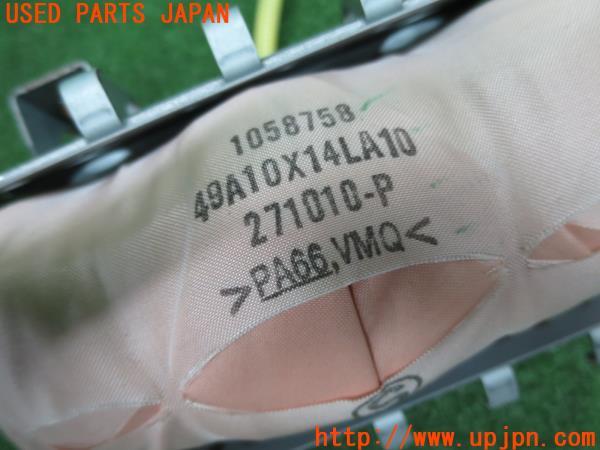 USED PARTS JAPAN
1058758
49A10X14LA10
271010-P
>PA66,VMQ<
http://www.upjpn.com